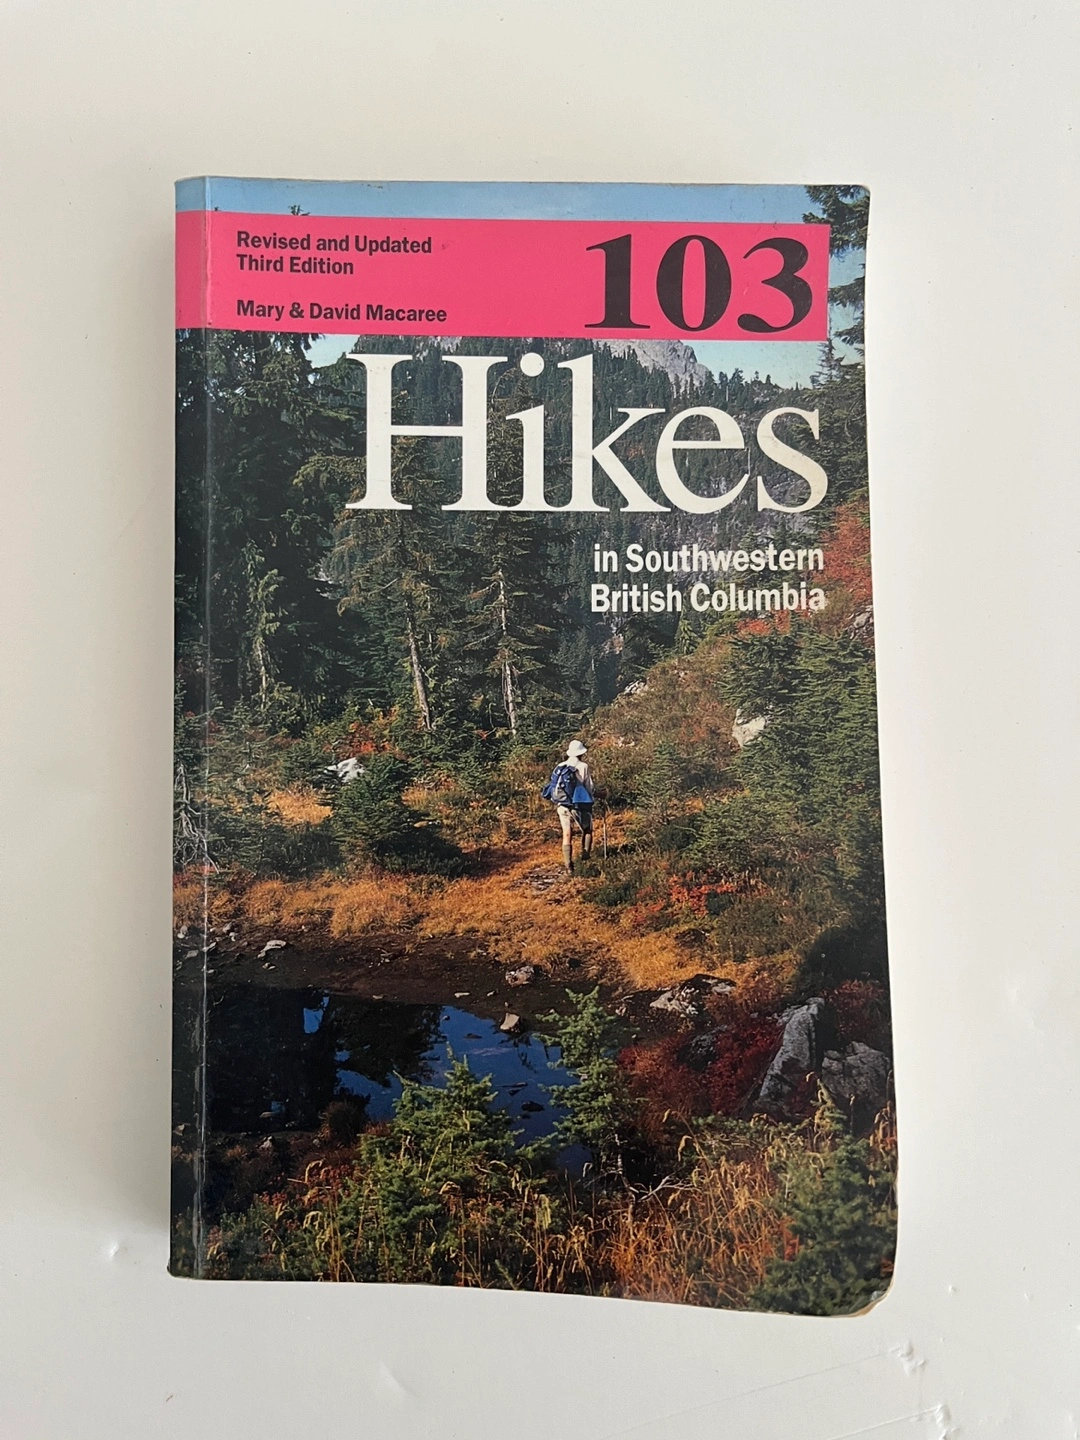 Revised and Updated
Third Edition
Mary & David Macaree
103
Hikes
in Southwestern
British Columbia